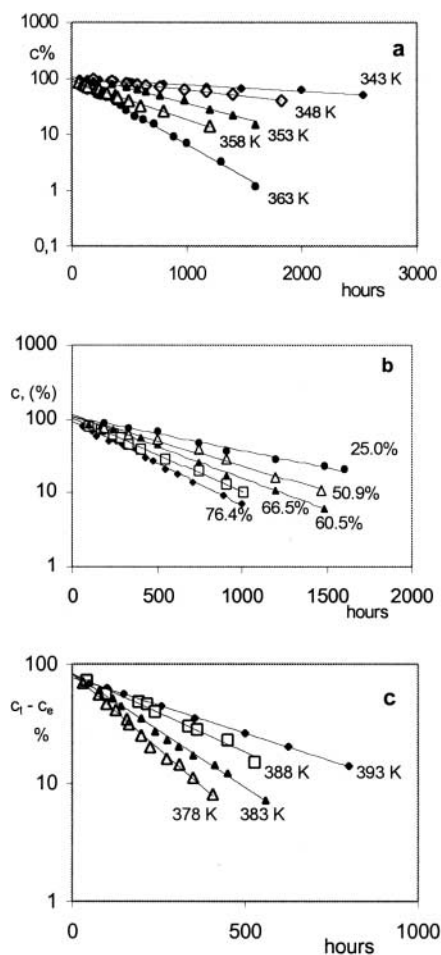 c%
a
1000
100
343 K
348 K
10
358 K
353 K
1
363 K
0,1
0
1000
2000
3000
hours
1000
b
c, (%)
100
25.0%
10
50.9%
66.5%
76.4%
60.5%
1
0
500
1000
1500
2000
hours
100
c
cₜ - cₑ
%
388 K
393 K
10
378 K
383 K
1
0
500
1000
hours